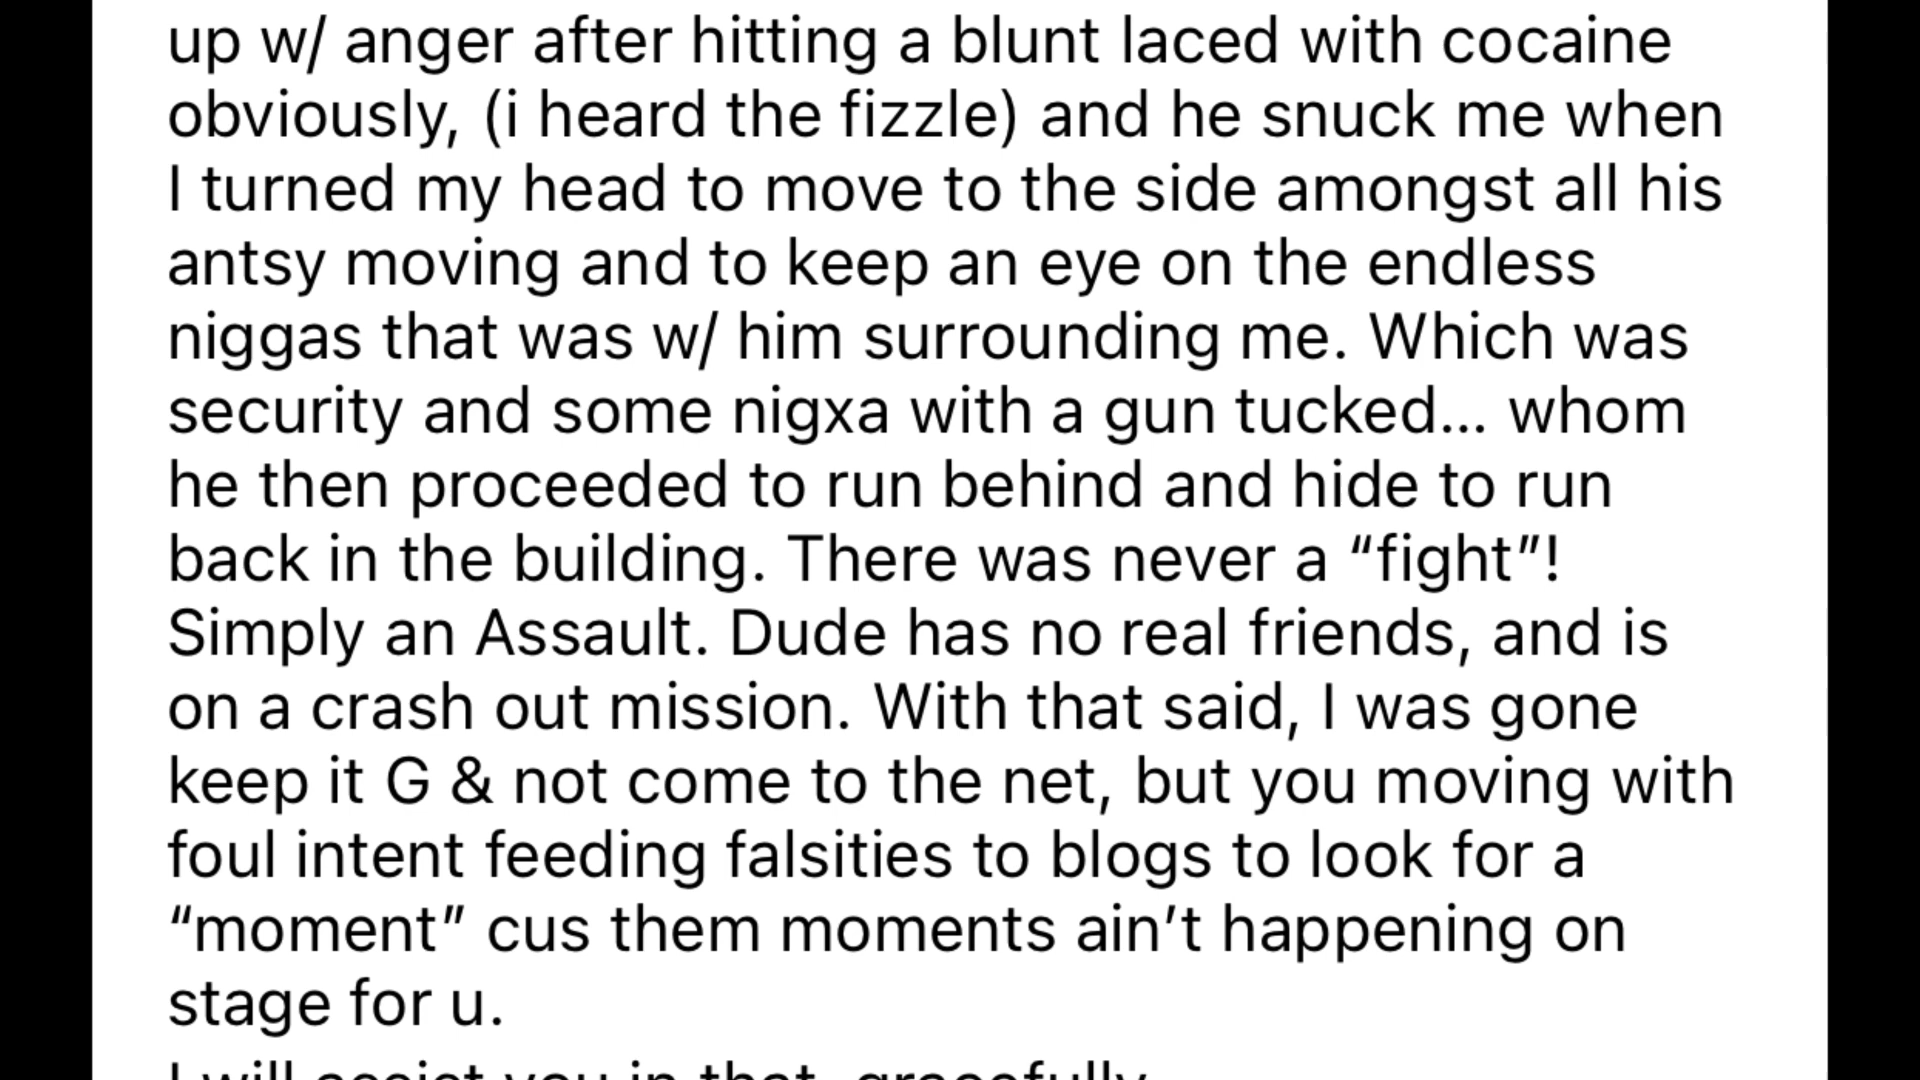 up w/ anger after hitting a blunt laced with cocaine
obviously, (i heard the fizzle) and he snuck me when
I turned my head to move to the side amongst all his
antsy moving and to keep an eye on the endless
niggas that was w/ him surrounding me. Which was
security and some nigxa with a gun tucked... whom
he then proceeded to run behind and hide to run
back in the building. There was never a “fight”!
Simply an Assault. Dude has no real friends, and is
on a crash out mission. With that said, I was gone
keep it G & not come to the net, but you moving with
foul intent feeding falsities to blogs to look for a
“moment” cus them moments ain’t happening on
stage for u.
I will assist you in that, gracefully